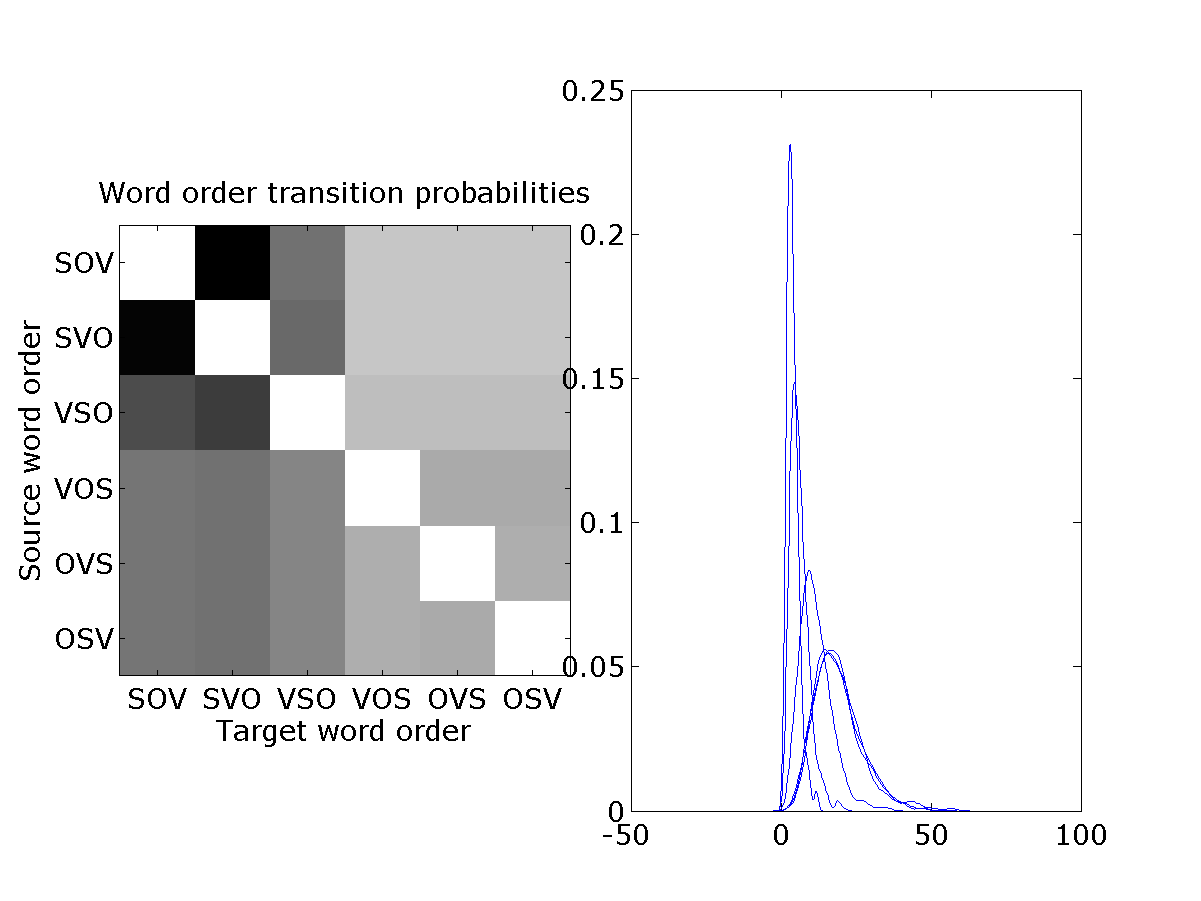 Word order transition probabilities
Source word order
SOV
SVO
VSO
VOS
OVS
OSV
SOV SVO VSO VOS OVS OSV
Target word order
0.25
0.2
0.15
0.1
0.05
0
-50 0 50 100